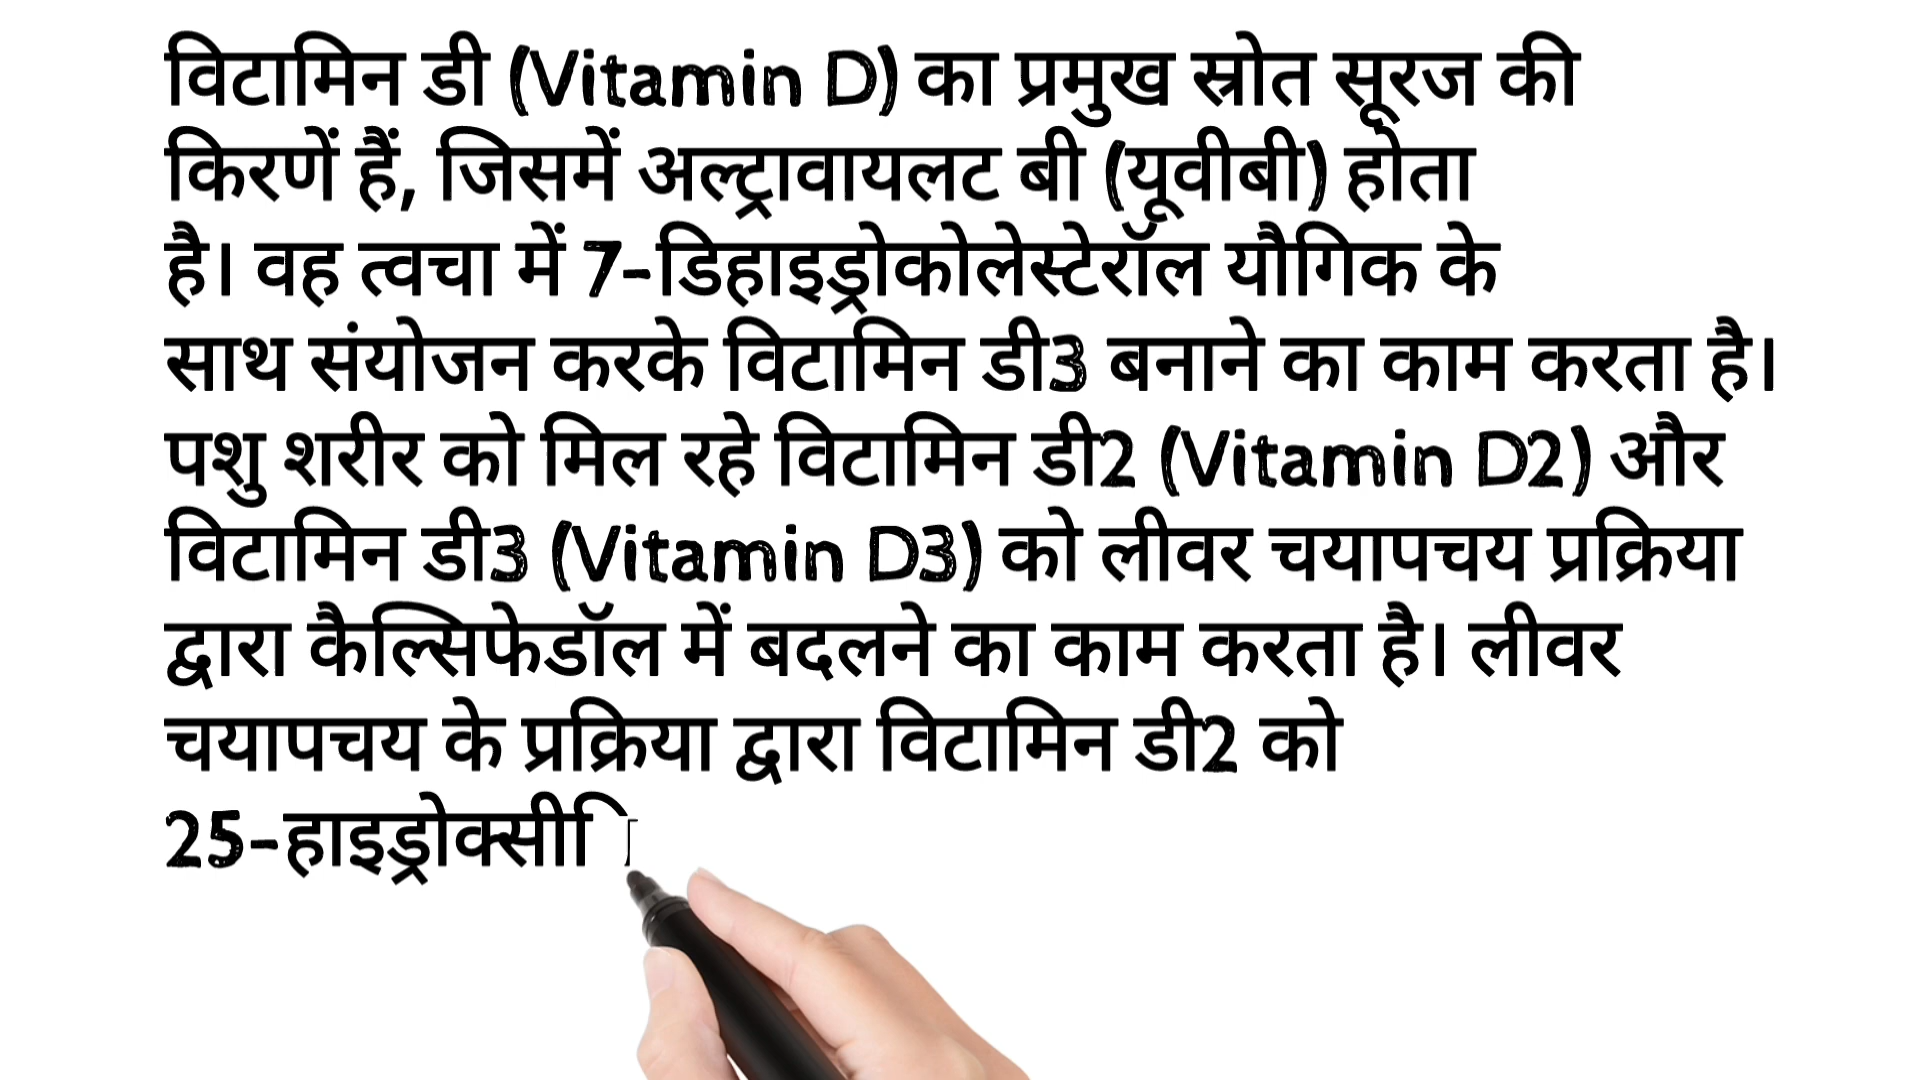 विटामिन डी (Vitamin D) का प्रमुख स्रोत सूरज की
किरणें हैं, जिसमें अल्ट्रावायलट बी (यूवीबी) होता
है। वह त्वचा में 7-डिहाइड्रोकोलेस्टेरॉल यौगिक के
साथ संयोजन करके विटामिन डी3 बनाने का काम करता है।
पशु शरीर को मिल रहे विटामिन डी2 (Vitamin D2) और
विटामिन डी3 (Vitamin D3) को लीवर चयापचय प्रक्रिया
द्वारा कैल्सिफेडॉल में बदलने का काम करता है। लीवर
चयापचय के प्रक्रिया द्वारा विटामिन डी2 को
25-हाइड्रोक्सी